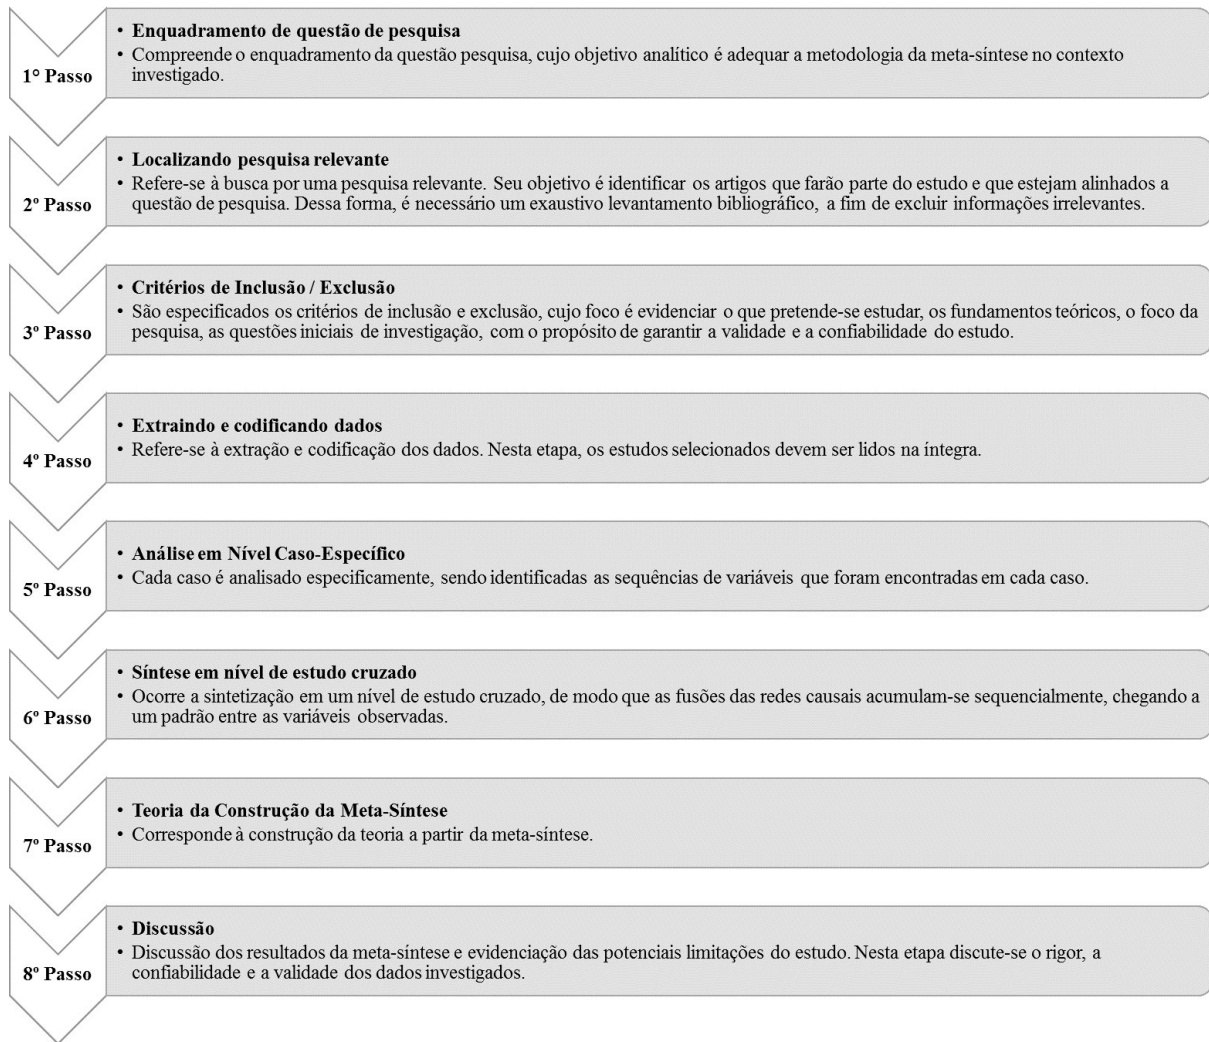 1° Passo
• Enquadramento de questão de pesquisa
• Compreende o enquadramento da questão pesquisa, cujo objetivo analítico é adequar a metodologia da meta-síntese no contexto
investigado.
2º Passo
• Localizando pesquisa relevante
• Refere-se à busca por uma pesquisa relevante. Seu objetivo é identificar os artigos que farão parte do estudo e que estejam alinhados a
questão de pesquisa. Dessa forma, é necessário um exaustivo levantamento bibliográfico, a fim de excluir informações irrelevantes.
3º Passo
• Critérios de Inclusão / Exclusão
• São especificados os critérios de inclusão e exclusão, cujo foco é evidenciar o que pretende-se estudar, os fundamentos teóricos, o foco da
pesquisa, as questões iniciais de investigação, com o propósito de garantir a validade e a confiabilidade do estudo.
4º Passo
• Extraindo e codificando dados
• Refere-se à extração e codificação dos dados. Nesta etapa, os estudos selecionados devem ser lidos na íntegra.
5º Passo
• Análise em Nível Caso-Específico
• Cada caso é analisado especificamente, sendo identificadas as sequências de variáveis que foram encontradas em cada caso.
6º Passo
• Síntese em nível de estudo cruzado
• Ocorre a sintetização em um nível de estudo cruzado, de modo que as fusões das redes causais acumulam-se sequencialmente, chegando a
um padrão entre as variáveis observadas.
7º Passo
• Teoria da Construção da Meta-Síntese
• Corresponde à construção da teoria a partir da meta-síntese.
8º Passo
• Discussão
• Discussão dos resultados da meta-síntese e evidenciação das potenciais limitações do estudo. Nesta etapa discute-se o rigor, a
confiabilidade e a validade dos dados investigados.